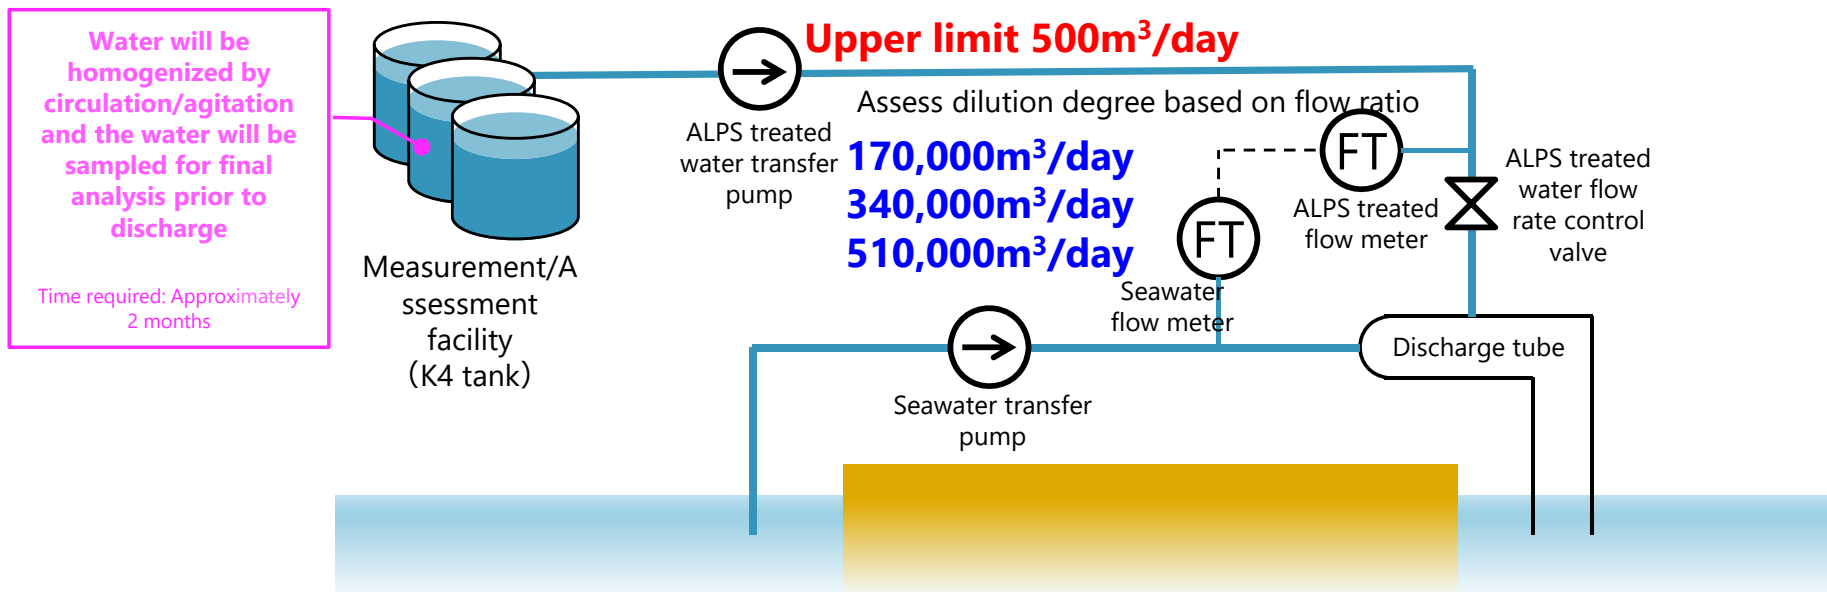 Water will be
homogenized by
circulation/agitation
and the water will be
sampled for final
analysis prior to
discharge
Time required: Approximately
2 months
Measurement/A
ssessment
facility
（K4 tank）
Upper limit 500m³/day
ALPS treated
water transfer
pump
Assess dilution degree based on flow ratio
170,000m³/day
340,000m³/day
510,000m³/day
FT
ALPS treated
flow meter
ALPS treated
water flow
rate control
valve
FT
Seawater
flow meter
Seawater transfer
pump
Discharge tube